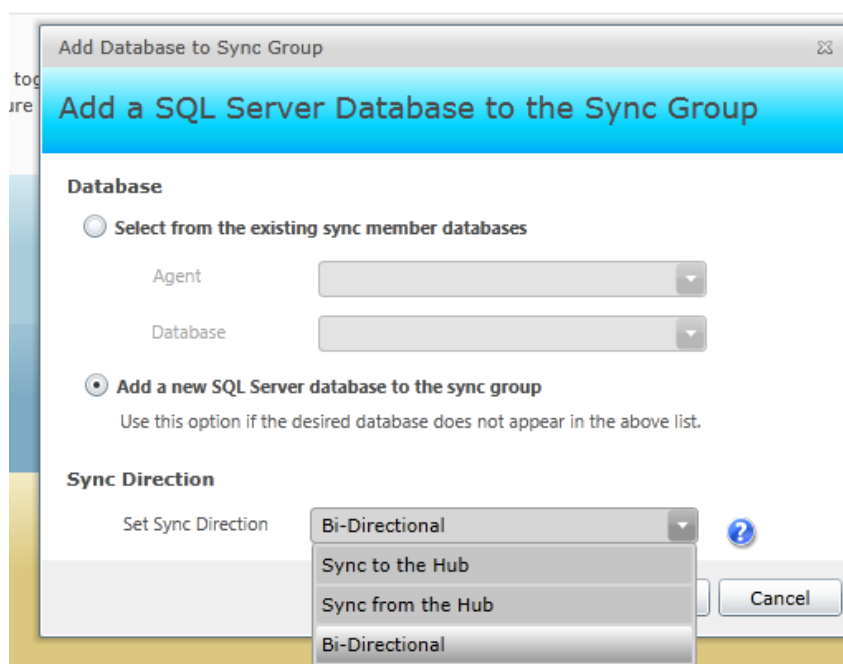 Add Database to Sync Group
Add a SQL Server Database to the Sync Group
Database
Select from the existing sync member databases
Agent
Database
Add a new SQL Server database to the sync group
Use this option if the desired database does not appear in the above list.
Sync Direction
Set Sync Direction
Bi-Directional
Sync to the Hub
Sync from the Hub
Cancel
Bi-Directional